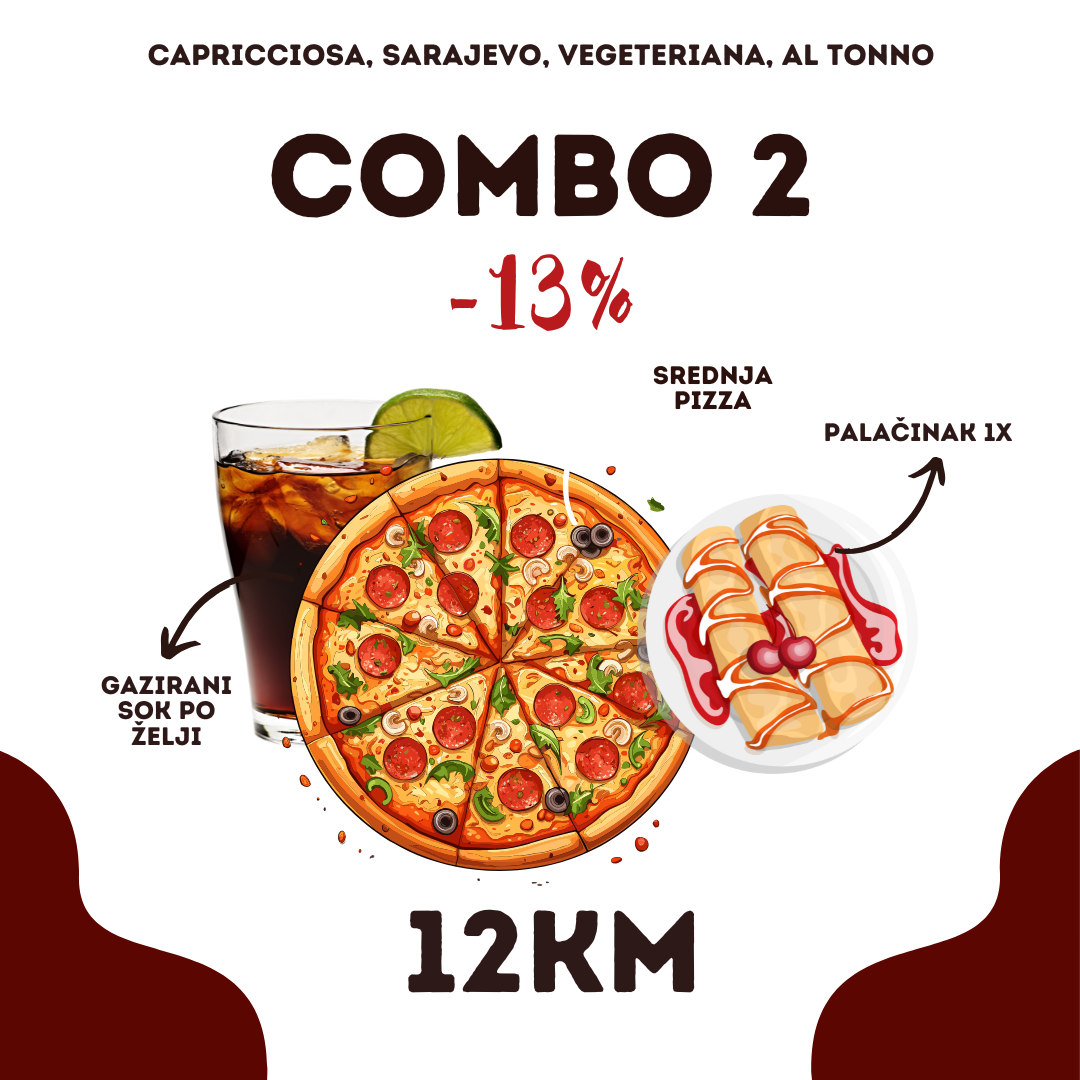 CAPRICCIOSA, SARAJEVO, VEGETERIANA, AL TONNO
COMBO 2
-13%
SREDNJA
PIZZA
PALAČINAK 1X
GAZIRANI
SOK PO
ŽELJI
12KM